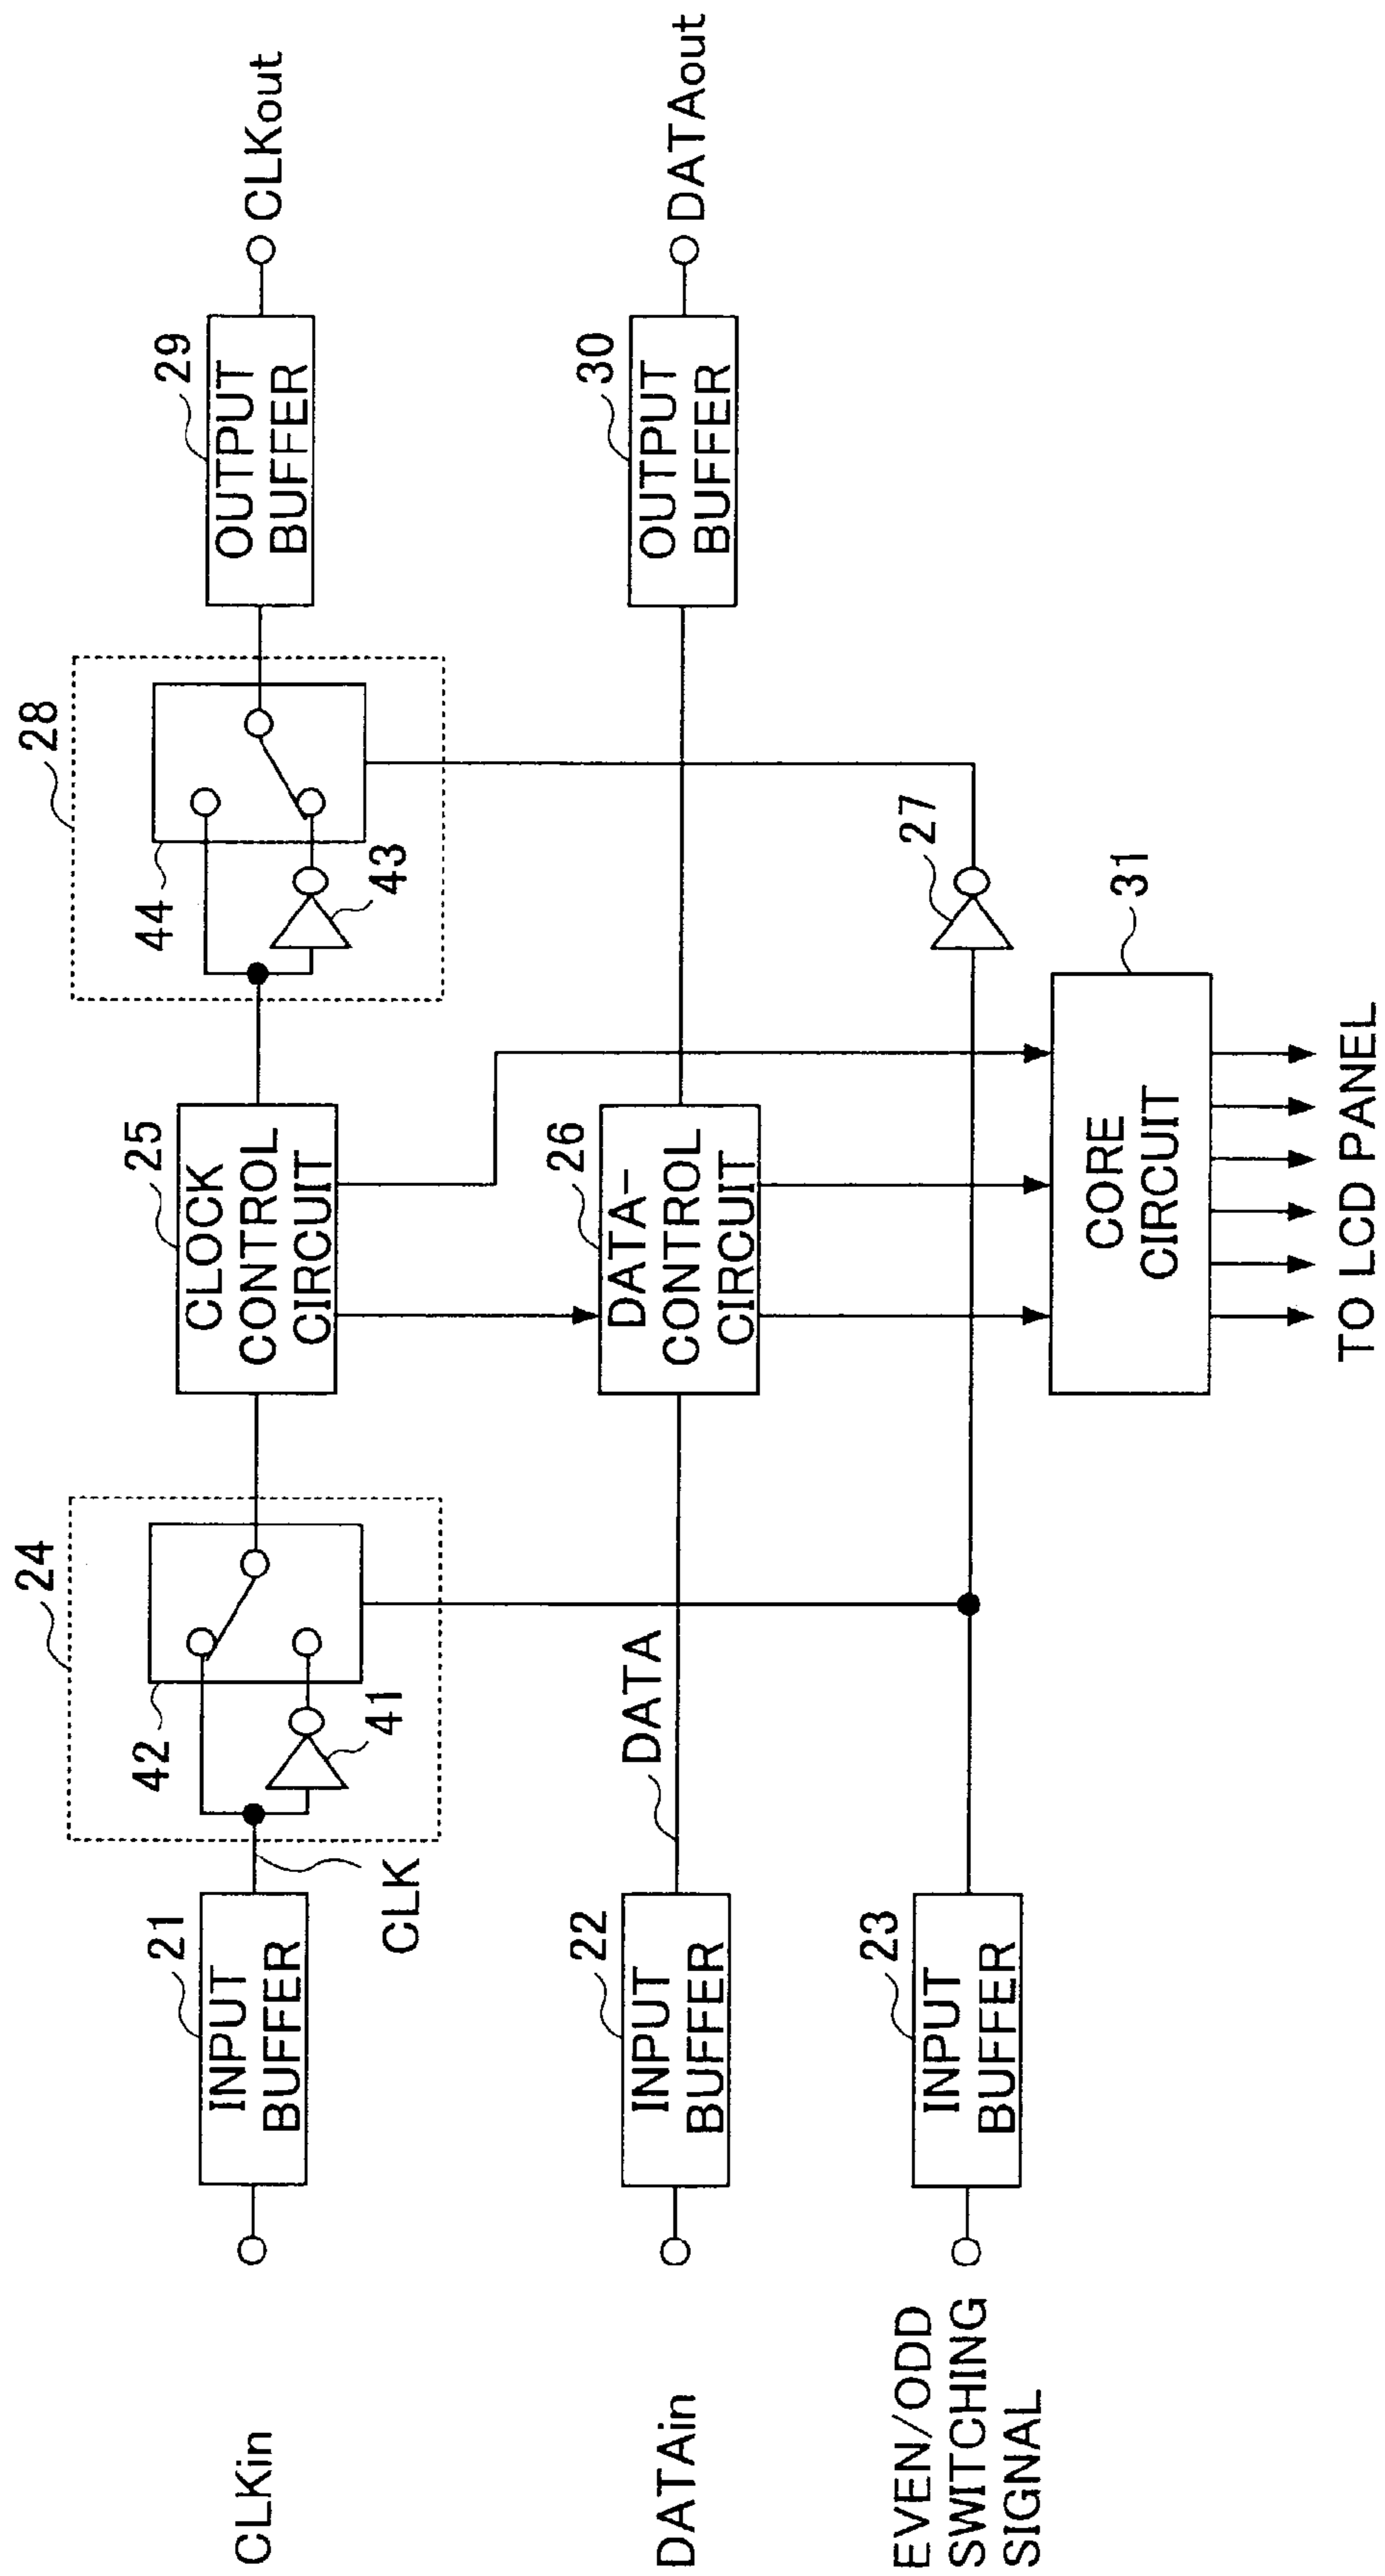 CLKin
21
INPUT
BUFFER
CLK
24
42
41
25
CLOCK
CONTROL
CIRCUIT
28
44
43
29
OUTPUT
BUFFER
CLKout
DATAin
22
INPUT
BUFFER
DATA
26
DATA-
CONTROL
CIRCUIT
30
OUTPUT
BUFFER
DATAout
EVEN/ODD
SWITCHING
SIGNAL
23
INPUT
BUFFER
27
31
CORE
CIRCUIT
TO LCD PANEL